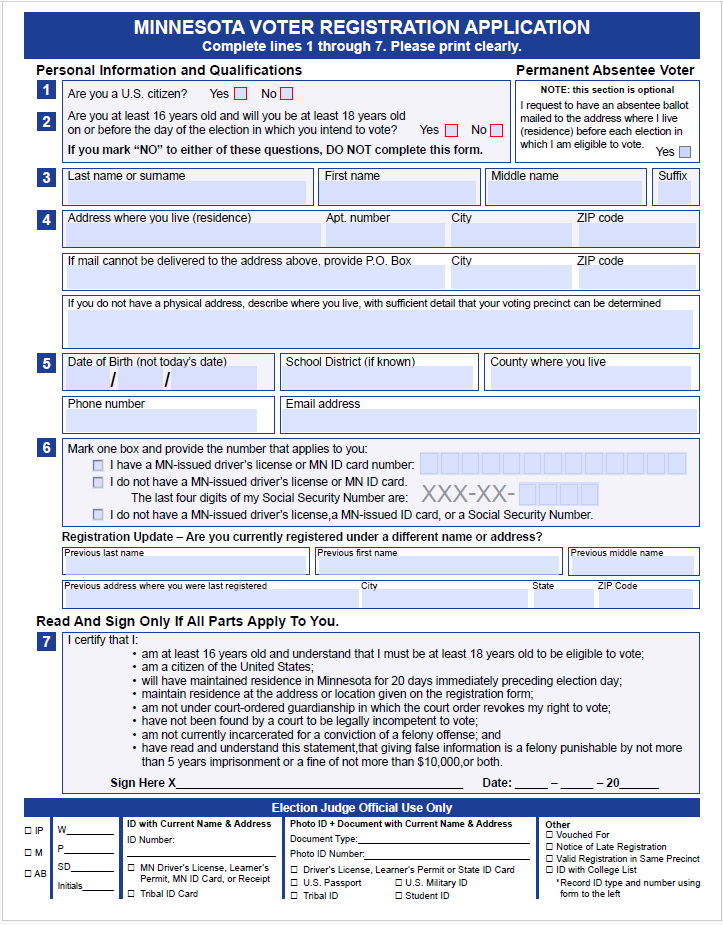 MINNESOTA VOTER REGISTRATION APPLICATION
Complete lines 1 through 7. Please print clearly.
Personal Information and Qualifications
1
Are you a U.S. citizen? Yes No
2
Are you at least 16 years old and will you be at least 18 years old
on or before the day of the election in which you intend to vote? Yes No
If you mark “NO” to either of these questions, DO NOT complete this form.
Permanent Absentee Voter
NOTE: this section is optional
I request to have an absentee ballot
mailed to the address where I live
(residence) before each election in
which I am eligible to vote.
Yes
3
Last name or surname First name Middle name Suffix
4
Address where you live (residence) Apt. number City ZIP code
If mail cannot be delivered to the address above, provide P.O. Box City ZIP code
If you do not have a physical address, describe where you live, with sufficient detail that your voting precinct can be determined
5
Date of Birth (not today’s date) School District (if known) County where you live
/ /
Phone number Email address
6
Mark one box and provide the number that applies to you:
I have a MN-issued driver’s license or MN ID card number:
I do not have a MN-issued driver’s license or MN ID card.
The last four digits of my Social Security Number are: XXX-XX-
I do not have a MN-issued driver’s license,a MN-issued ID card, or a Social Security Number.
Registration Update – Are you currently registered under a different name or address?
Previous last name Previous first name Previous middle name
Previous address where you were last registered City State ZIP Code
Read And Sign Only If All Parts Apply To You.
7
I certify that I:
• am at least 16 years old and understand that I must be at least 18 years old to be eligible to vote;
• am a citizen of the United States;
• will have maintained residence in Minnesota for 20 days immediately preceding election day;
• maintain residence at the address or location given on the registration form;
• am not under court-ordered guardianship in which the court order revokes my right to vote;
• have not been found by a court to be legally incompetent to vote;
• am not currently incarcerated for a conviction of a felony offense; and
• have read and understand this statement,that giving false information is a felony punishable by not more
than 5 years imprisonment or a fine of not more than $10,000,or both.
Sign Here X______ Date: _____ – _____ – 20______
Election Judge Official Use Only
☐ IP
☐ M
☐ AB
W________
P________
SD________
Initials______
ID with Current Name & Address
ID Number:
☐ MN Driver’s License, Learner’s
Permit, MN ID Card, or Receipt
☐ Tribal ID Card
Photo ID + Document with Current Name & Address
Document Type:______
Photo ID Number:______
☐ Driver’s License, Learner’s Permit or State ID Card
☐ U.S. Passport ☐ U.S. Military ID
☐ Tribal ID ☐ Student ID
Other
☐ Vouched For
☐ Notice of Late Registration
☐ Valid Registration in Same Precinct
☐ ID with College List
*Record ID type and number using
form to the left